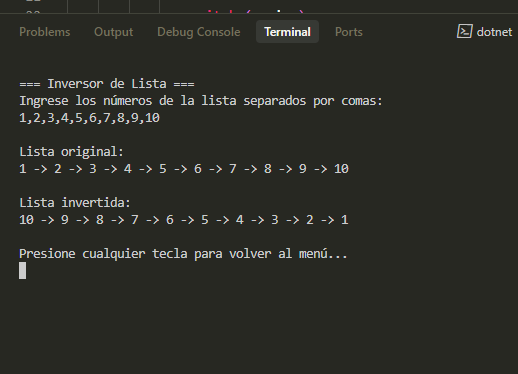 Problems Output Debug Console Terminal Ports dotnet
=== Inversor de Lista ===
Ingrese los números de la lista separados por comas:
1,2,3,4,5,6,7,8,9,10
Lista original:
1 -> 2 -> 3 -> 4 -> 5 -> 6 -> 7 -> 8 -> 9 -> 10
Lista invertida:
10 -> 9 -> 8 -> 7 -> 6 -> 5 -> 4 -> 3 -> 2 -> 1
Presione cualquier tecla para volver al menú...